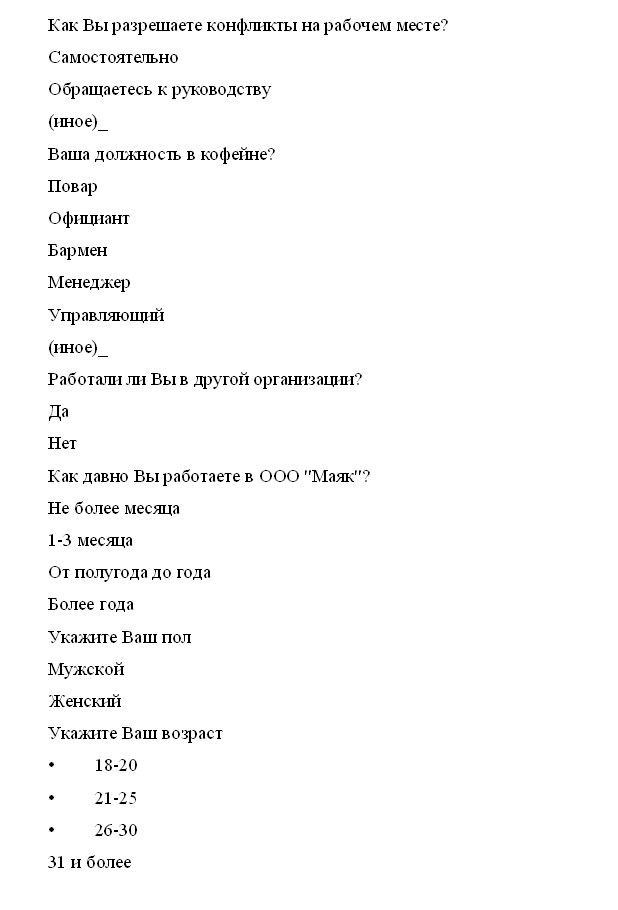 Как Вы разрешаете конфликты на рабочем месте?
Самостоятельно
Обращаетесь к руководству
(иное)_
Ваша должность в кофейне?
Повар
Официант
Бармен
Менеджер
Управляющий
(иное)_
Работали ли Вы в другой организации?
Да
Нет
Как давно Вы работаете в ООО "Маяк"?
Не более месяца
1-3 месяца
От полугода до года
Более года
Укажите Ваш пол
Мужской
Женский
Укажите Ваш возраст
• 18-20
• 21-25
• 26-30
31 и более